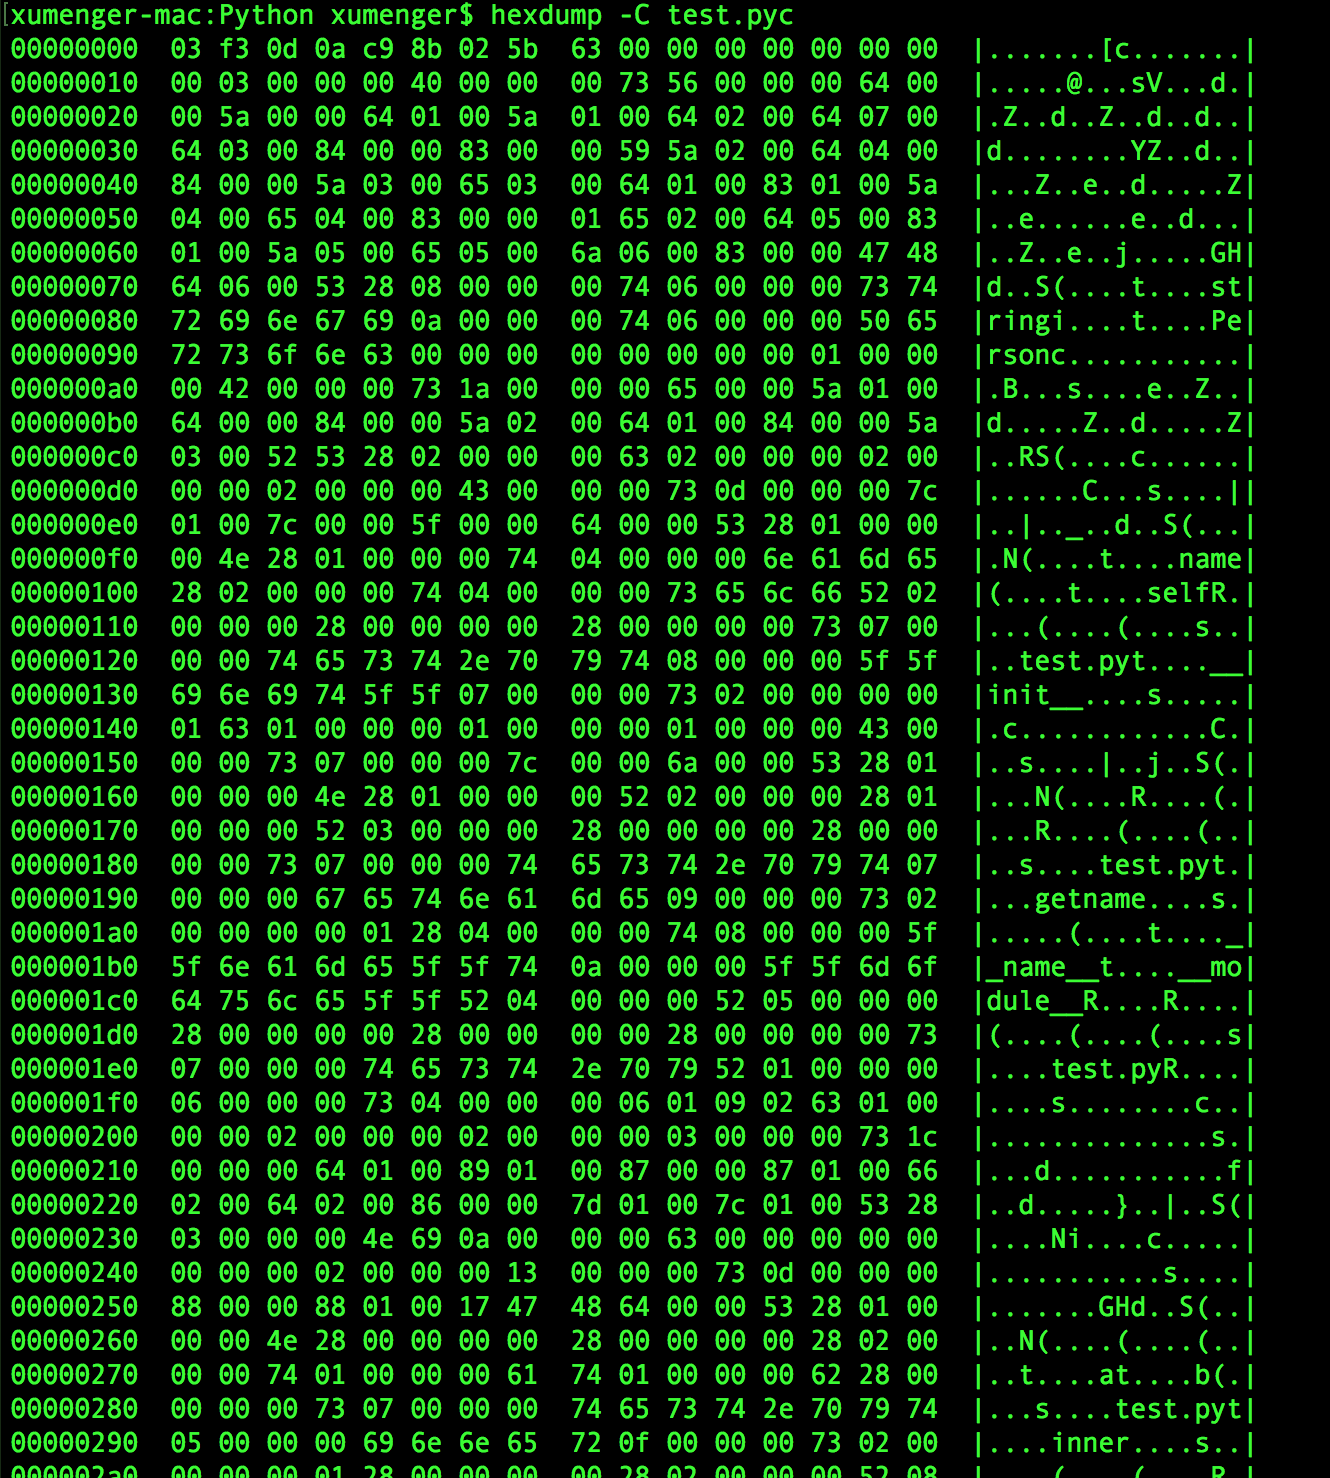 [xumenger-mac:Python xumenger$ hexdump -C test.pyc
00000000  03 f3 0d 0a c9 8b 02 5b  63 00 00 00 00 00 00 00  |.......[c.......|
00000010  00 03 00 00 00 40 00 00  00 73 56 00 00 00 64 00  |.....@...sV...d.|
00000020  00 5a 00 00 64 01 00 5a  01 00 64 02 00 64 07 00  |.Z..d..Z..d..d..|
00000030  64 03 00 84 00 00 83 00  00 59 5a 02 00 64 04 00  |d........YZ..d..|
00000040  84 00 00 5a 03 00 65 03  00 64 01 00 83 01 00 5a  |...Z..e..d.....Z|
00000050  04 00 65 04 00 83 00 00  01 65 02 00 64 05 00 83  |..e......e..d...|
00000060  01 00 5a 05 00 65 05 00  6a 06 00 83 00 00 47 48  |..Z..e..j.....GH|
00000070  64 06 00 53 28 08 00 00  00 74 06 00 00 00 73 74  |d..S(....t....st|
00000080  72 69 6e 67 69 0a 00 00  00 74 06 00 00 00 50 65  |ringi....t....Pe|
00000090  72 73 6f 6e 63 00 00 00  00 00 00 00 00 01 00 00  |rsonc...........|
000000a0  00 42 00 00 00 73 1a 00  00 00 65 00 00 5a 01 00  |.B...s....e..Z..|
000000b0  64 00 00 84 00 00 5a 02  00 64 01 00 84 00 00 5a  |d.....Z..d.....Z|
000000c0  03 00 52 53 28 02 00 00  00 63 02 00 00 00 02 00  |..RS(....c......|
000000d0  00 00 02 00 00 00 43 00  00 00 73 0d 00 00 00 7c  |......C...s....||
000000e0  01 00 7c 00 00 5f 00 00  64 00 00 53 28 01 00 00  |..|.._..d..S(...|
000000f0  00 4e 28 01 00 00 00 74  04 00 00 00 6e 61 6d 65  |.N(....t....name|
00000100  28 02 00 00 00 74 04 00  00 00 73 65 6c 66 52 02  |(....t....selfR.|
00000110  00 00 00 28 00 00 00 00  28 00 00 00 00 73 07 00  |...(....(....s..|
00000120  00 00 74 65 73 74 2e 70  79 74 08 00 00 00 5f 5f  |..test.pyt....__|
00000130  69 6e 69 74 5f 5f 07 00  00 00 73 02 00 00 00 00  |init__....s.....|
00000140  01 63 01 00 00 00 01 00  00 00 01 00 00 00 43 00  |.c............C.|
00000150  00 00 73 07 00 00 00 7c  00 00 6a 00 00 53 28 01  |..s....|..j..S(.|
00000160  00 00 00 4e 28 01 00 00  00 52 02 00 00 00 28 01  |...N(....R....(.|
00000170  00 00 00 52 03 00 00 00  28 00 00 00 00 28 00 00  |...R....(....(..|
00000180  00 00 73 07 00 00 00 74  65 73 74 2e 70 79 74 07  |..s....test.pyt.|
00000190  00 00 00 67 65 74 6e 61  6d 65 09 00 00 00 73 02  |...getname....s.|
000001a0  00 00 00 00 01 28 04 00  00 00 74 08 00 00 00 5f  |.....(....t...._|
000001b0  5f 6e 61 6d 65 5f 5f 74  0a 00 00 00 5f 5f 6d 6f  |_name__t....__mo|
000001c0  64 75 6c 65 5f 5f 52 04  00 00 00 52 05 00 00 00  |dule__R....R....|
000001d0  28 00 00 00 00 28 00 00  00 00 28 00 00 00 00 73  |(....(....(....s|
000001e0  07 00 00 00 74 65 73 74  2e 70 79 52 01 00 00 00  |....test.pyR....|
000001f0  06 00 00 00 73 04 00 00  00 06 01 09 02 63 01 00  |....s........c..|
00000200  00 00 02 00 00 00 02 00  00 00 03 00 00 00 73 1c  |..............s.|
00000210  00 00 00 64 01 00 89 01  00 87 00 00 87 01 00 66  |...d...........f|
00000220  02 00 64 02 00 86 00 00  7d 01 00 7c 01 00 53 28  |..d.....}..|..S(|
00000230  03 00 00 00 4e 69 0a 00  00 00 63 00 00 00 00 00  |....Ni....c.....|
00000240  00 00 00 02 00 00 00 13  00 00 00 73 0d 00 00 00  |...........s....|
00000250  88 00 00 88 01 00 17 47  48 64 00 00 53 28 01 00  |.......GHd..S(..|
00000260  00 00 4e 28 00 00 00 00  28 00 00 00 00 28 02 00  |..N(....(....(..|
00000270  00 00 74 01 00 00 00 61  74 01 00 00 00 62 28 00  |..t....at....b(.|
00000280  00 00 00 73 07 00 00 00  74 65 73 74 2e 70 79 74  |...s....test.pyt|
00000290  05 00 00 00 69 6e 6e 65  72 0f 00 00 00 73 02 00  |....inner....s..|
000002a0  00 00 00 01 28 00 00 00  00 28 02 00 00 00 52 08  |....(....(....R.|